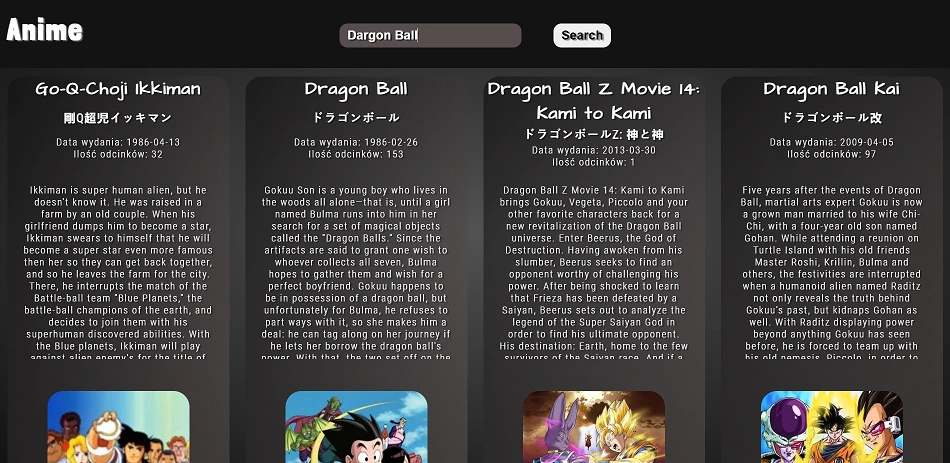 Anime
Dargon Ball
Search
Go-Q-Choji Ikkiman
剛Q超児イッキマン
Data wydania: 1986-04-13
Ilość odcinków: 32
Ikkiman is super human alien, but he
doesn't know it. He was raised in a
farm by an old couple. When his
girlfriend dumps him to become a star,
Ikkiman swears to himself that he will
become a super star even more famous
then her so they can get back together,
and so he leaves the farm for the city.
There, he interrupts the match of the
Battle-ball team "Blue Planets," the
battle-ball champions of the earth, and
decides to join them with his
superhuman discovered abilities. With
the Blue planets, Ikkiman will play
against alien enemy's for the title of
Dragon Ball
ドラゴンボール
Data wydania: 1986-02-26
Ilość odcinków: 153
Gokuu Son is a young boy who lives in
the woods all alone—that is, until a girl
named Bulma runs into him in her
search for a set of magical objects
called the "Dragon Balls." Since the
artifacts are said to grant one wish to
whoever collects all seven, Bulma
hopes to gather them and wish for a
perfect boyfriend. Gokuu happens to
be in possession of a dragon ball, but
unfortunately for Bulma, he refuses to
part ways with it, so she makes him a
deal: he can tag along on her journey if
he lets her borrow the dragon ball's
power. With that, the two set off on the
Dragon Ball Z Movie 14:
Kami to Kami
ドラゴンボールZ: 神と神
Data wydania: 2013-03-30
Ilość odcinków: 1
Dragon Ball Z Movie 14: Kami to Kami
brings Gokuu, Vegeta, Piccolo and your
other favorite characters back for a
new revitalization of the Dragon Ball
universe. Enter Beerus, the God of
Destruction. Having awoken from his
slumber, Beerus seeks to find an
opponent worthy of challenging his
power. After being shocked to learn
that Frieza has been defeated by a
Saiyan, Beerus sets out to analyze the
legend of the Super Saiyan God in
order to find his ultimate opponent.
His destination: Earth, home to the few
survivors of the Saiyan race. And if a
Dragon Ball Kai
ドラゴンボール改
Data wydania: 2009-04-05
Ilość odcinków: 97
Five years after the events of Dragon
Ball, martial arts expert Gokuu is now
a grown man married to his wife Chi-
Chi, with a four-year old son named
Gohan. While attending a reunion on
Turtle Island with his old friends
Master Roshi, Krillin, Bulma and
others, the festivities are interrupted
when a humanoid alien named Raditz
not only reveals the truth behind
Gokuu's past, but kidnaps Gohan as
well. With Raditz displaying power
beyond anything Gokuu has seen
before, he is forced to team up with
his old nemesis, Piccolo, in order to